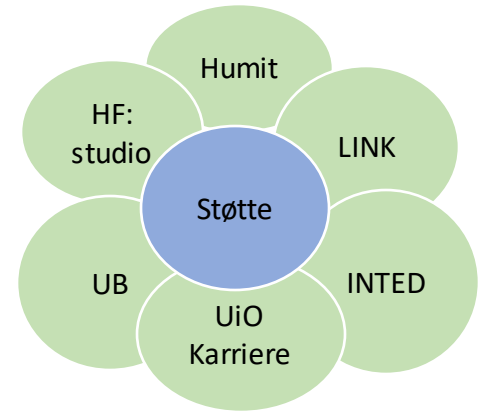 Humit
HF:
studio
LINK
Støtte
UB
INTED
UiO
Karriere